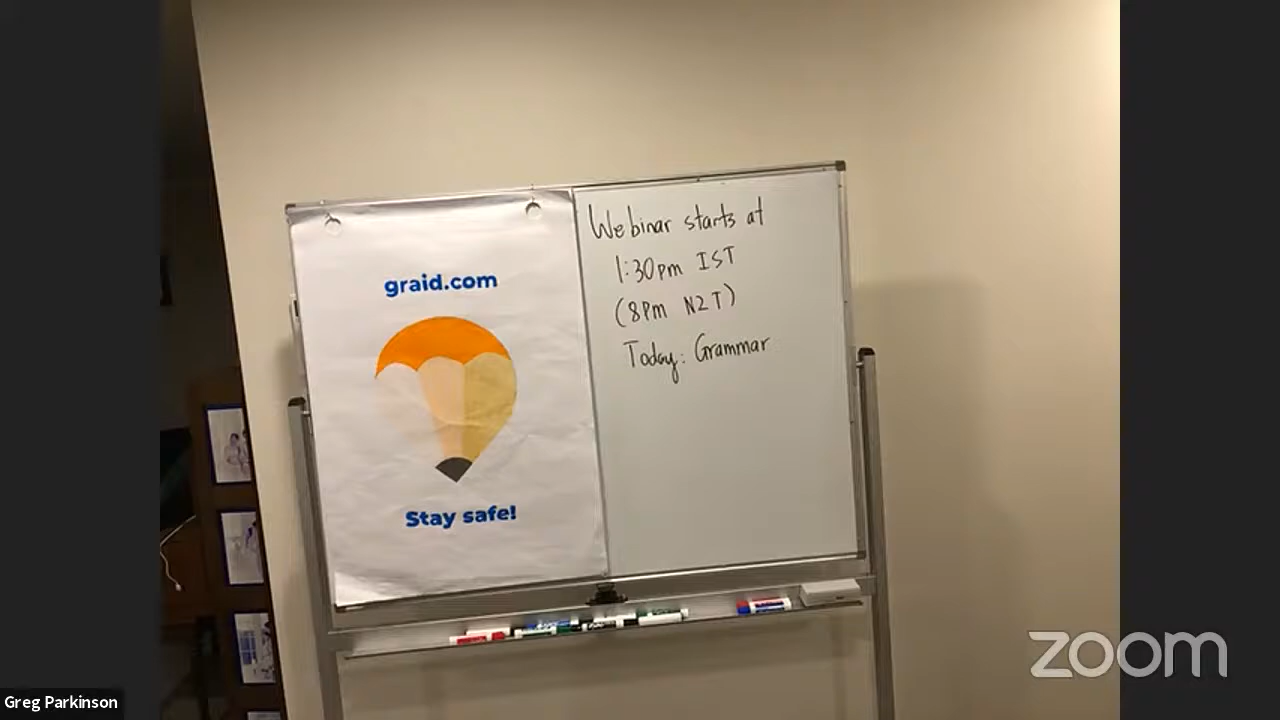 graid.com
Stay safe!
Webinar starts at
1:30pm IST
(8pm NZT)
Today: Grammar
Greg Parkinson
zoom